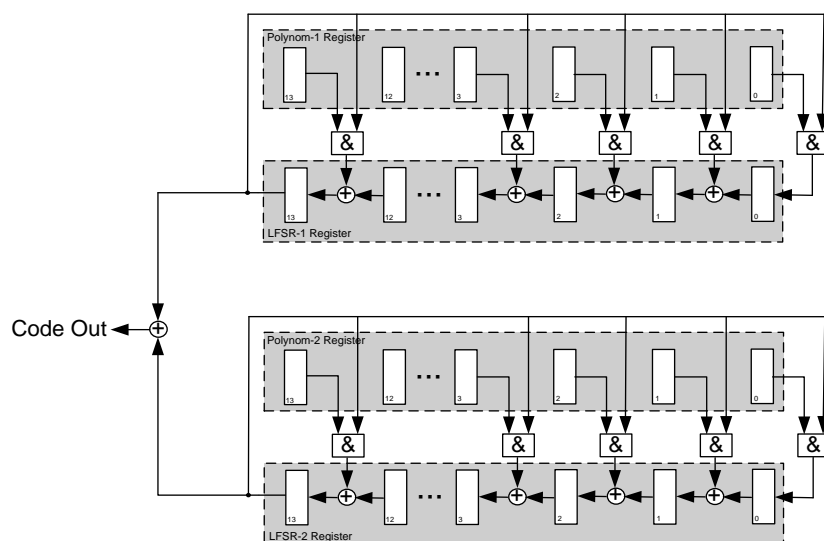 Polynom-1 Register
13 12 ... 3 2 1 0
& & & & &
+ + + +
13 12 ... 3 2 1 0
LFSR-1 Register
Code Out +
Polynom-2 Register
13 12 ... 3 2 1 0
& & & & &
+ + + +
13 12 ... 3 2 1 0
LFSR-2 Register